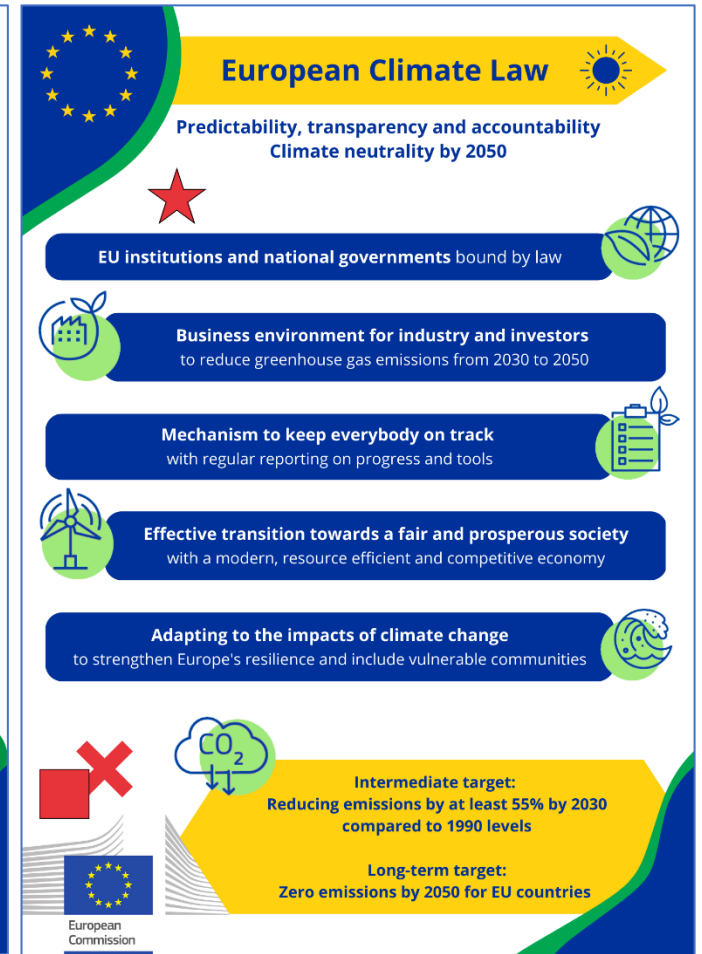 European Climate Law
Predictability, transparency and accountability
Climate neutrality by 2050
EU institutions and national governments bound by law
Business environment for industry and investors
to reduce greenhouse gas emissions from 2030 to 2050
Mechanism to keep everybody on track
with regular reporting on progress and tools
Effective transition towards a fair and prosperous society
with a modern, resource efficient and competitive economy
Adapting to the impacts of climate change
to strengthen Europe's resilience and include vulnerable communities
CO2
Intermediate target:
Reducing emissions by at least 55% by 2030
compared to 1990 levels
Long-term target:
Zero emissions by 2050 for EU countries
European
Commission